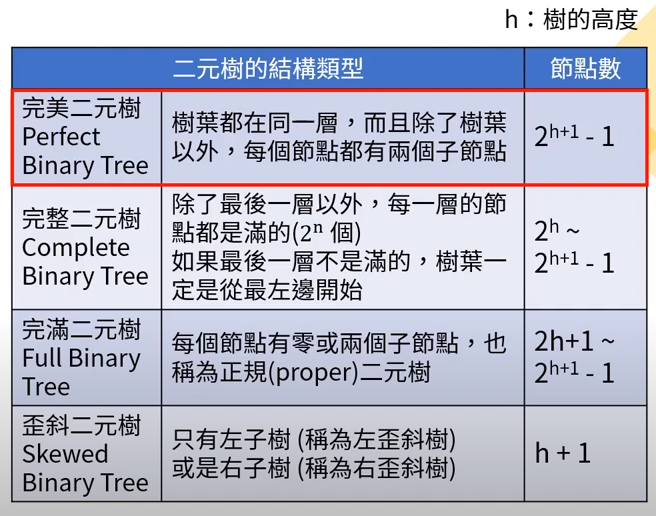 h：樹的高度
二元樹的結構類型
節點數
完美二元樹
Perfect
Binary Tree
樹葉都在同一層，而且除了樹葉
以外，每個節點都有兩個子節點
2ʰ⁺¹ - 1
完整二元樹
Complete
Binary Tree
除了最後一層以外，每一層的節
點都是滿的(2ⁿ 個)
如果最後一層不是滿的，樹葉一
定是從最左邊開始
2ʰ ~
2ʰ⁺¹ - 1
完滿二元樹
Full Binary
Tree
每個節點有零或兩個子節點，也
稱為正規(proper)二元樹
2h+1 ~
2ʰ⁺¹ - 1
歪斜二元樹
Skewed
Binary Tree
只有左子樹 (稱為左歪斜樹)
或是右子樹 (稱為右歪斜樹)
h + 1